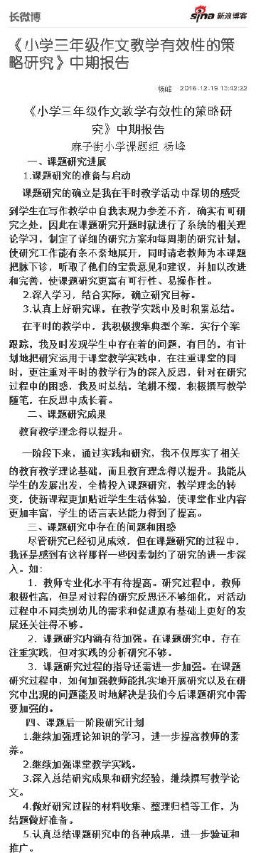 长微博
sina 新浪博客
《小学三年级作文教学有效性的策
略研究》中期报告
杨峰 2016-12-19 13:42:22
《小学三年级作文教学有效性的策略研
究》中期报告
麻子街小学课题组 杨峰
一、课题研究进展
1.课题研究的准备与启动
课题研究的确立是我在平时教学活动中深切的感受
到学生在写作教学中自我表现力参差不齐，确实有可研
究之处，因此在课题研究开题时就进行了系统的相关理
论学习，制定了详细的研究方案和每周期的研究计划，
使研究工作能有条不紊地展开，同时请老师为本课题
把脉下诊，听取了他们的宝贵意见和建议，并加以改进
和完善，使课题研究更富有可行性、易操作性。
2.深入学习，结合实际，确立研究目标。
3.认真上好研究课，在教学实践中及时积累总结。
在平时的教学中，我积极搜集典型个案，实行个案
跟踪，我及时发现学生中存在着的问题，有目的，有计
划地把研究运用于课堂教学实践中，在注重课堂的同
时，更注重对平时的教学行为的深入反思，针对在研究
过程中的困惑，我及时总结，笔耕不缀，积极撰写教学
随笔，在反思中成长着。
二、课题研究成果
教育教学理念得以提升。
一阶段下来，通过实践和研究，我不仅厚实了相关
的教育教学理论基础，而且教育理念得以提升。我能从
学生的发展出发，全情投入课题研究，教学理念的转
变，使新课程更加贴近学生生活体验，使课堂作业内容
更加丰富，学生的语言表达能力得到了提高。
三、课题研究中存在的问题和困惑
尽管研究已经初见成效，但在课题研究的过程中，
我还是感到有这样那样一些因素制约了研究的进一步深
入。如：
1．教师专业化水平有待提高。研究过程中，教师
积极性高，但是对过程的研究反思还不够细化，对活动
过程中不同类别幼儿的需求和促进原有基础上更好的发
展还关注得不够。
2．课题研究内涵有待加强。在课题研究中，存在
注重实践，但对实践的分析研究不够。
3．课题研究过程的指导还需进一步加强。在课题
研究过程中，如何加强教师能扎实地开展研究以及在研
究中出现的问题能及时地解决是我们今后课题研究中需
要加强的。
四、课题后一阶段研究计划
1.继续加强理论知识的学习，进一步提高教师的素
养。
2.继续加强课堂教学实践。
3.深入总结研究成果和研究经验，继续撰写教学论
文。
4.做好研究过程的材料收集、整理归档等工作，为
结题做好准备。
5.认真总结课题研究中的各种成果，进一步验证和
推广。